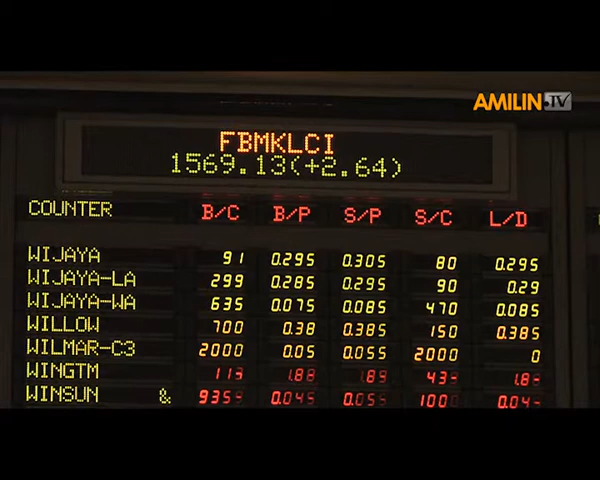 AMILIN.TV
FBMKLCI
1569.13(+2.64)
COUNTER B/C B/P S/P S/C L/D
WIJAYA 91 0.295 0.305 80 0.295
WIJAYA-LA 299 0.285 0.295 90 0.29
WIJAYA-WA 635 0.075 0.085 470 0.085
WILLOW 700 0.38 0.385 150 0.385
WILMAR-C3 2000 0.05 0.055 2000 0
WINGTM 1.88 1.89
WINSUN & 0.045